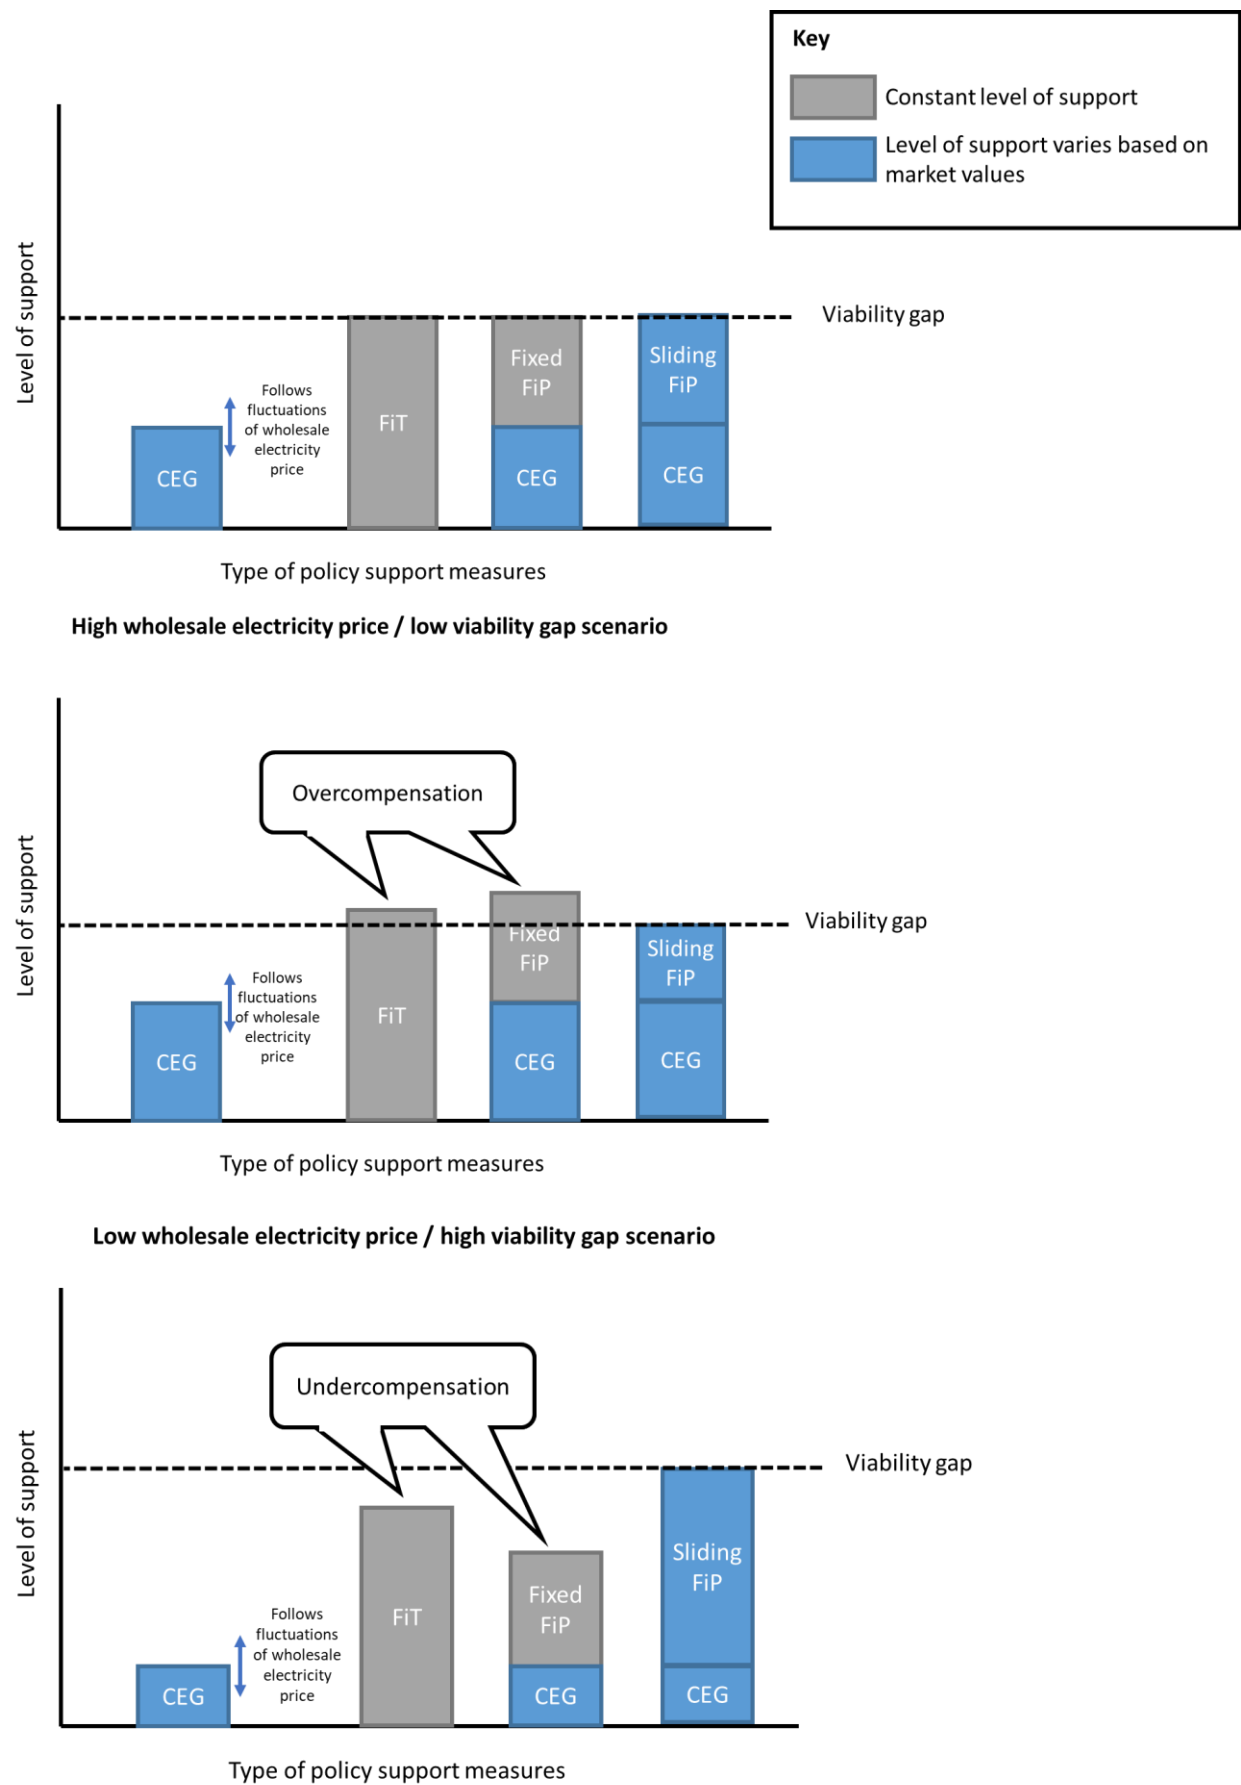 Key
Constant level of support
Level of support varies based on
market values
Level of support
Viability gap
Follows
fluctuations
of wholesale
electricity
price
CEG
FiT
Fixed
FiP
CEG
Sliding
FiP
CEG
Type of policy support measures
High wholesale electricity price / low viability gap scenario
Overcompensation
Level of support
Viability gap
Follows
fluctuations
of wholesale
electricity
price
CEG
FiT
Fixed
FiP
CEG
Sliding
FiP
CEG
Type of policy support measures
Low wholesale electricity price / high viability gap scenario
Undercompensation
Level of support
Viability gap
Follows
fluctuations
of wholesale
electricity
price
CEG
FiT
Fixed
FiP
CEG
Sliding
FiP
CEG
Type of policy support measures